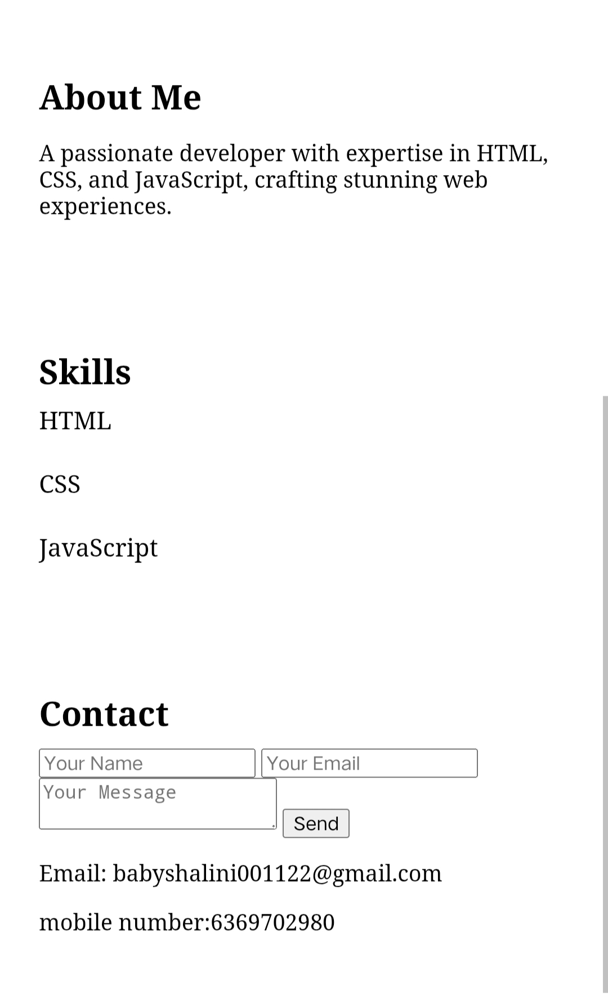 About Me
A passionate developer with expertise in HTML,
CSS, and JavaScript, crafting stunning web
experiences.
Skills
HTML
CSS
JavaScript
Contact
Your Name Your Email
Your Message
Send
Email: babyshalini001122@gmail.com
mobile number:6369702980